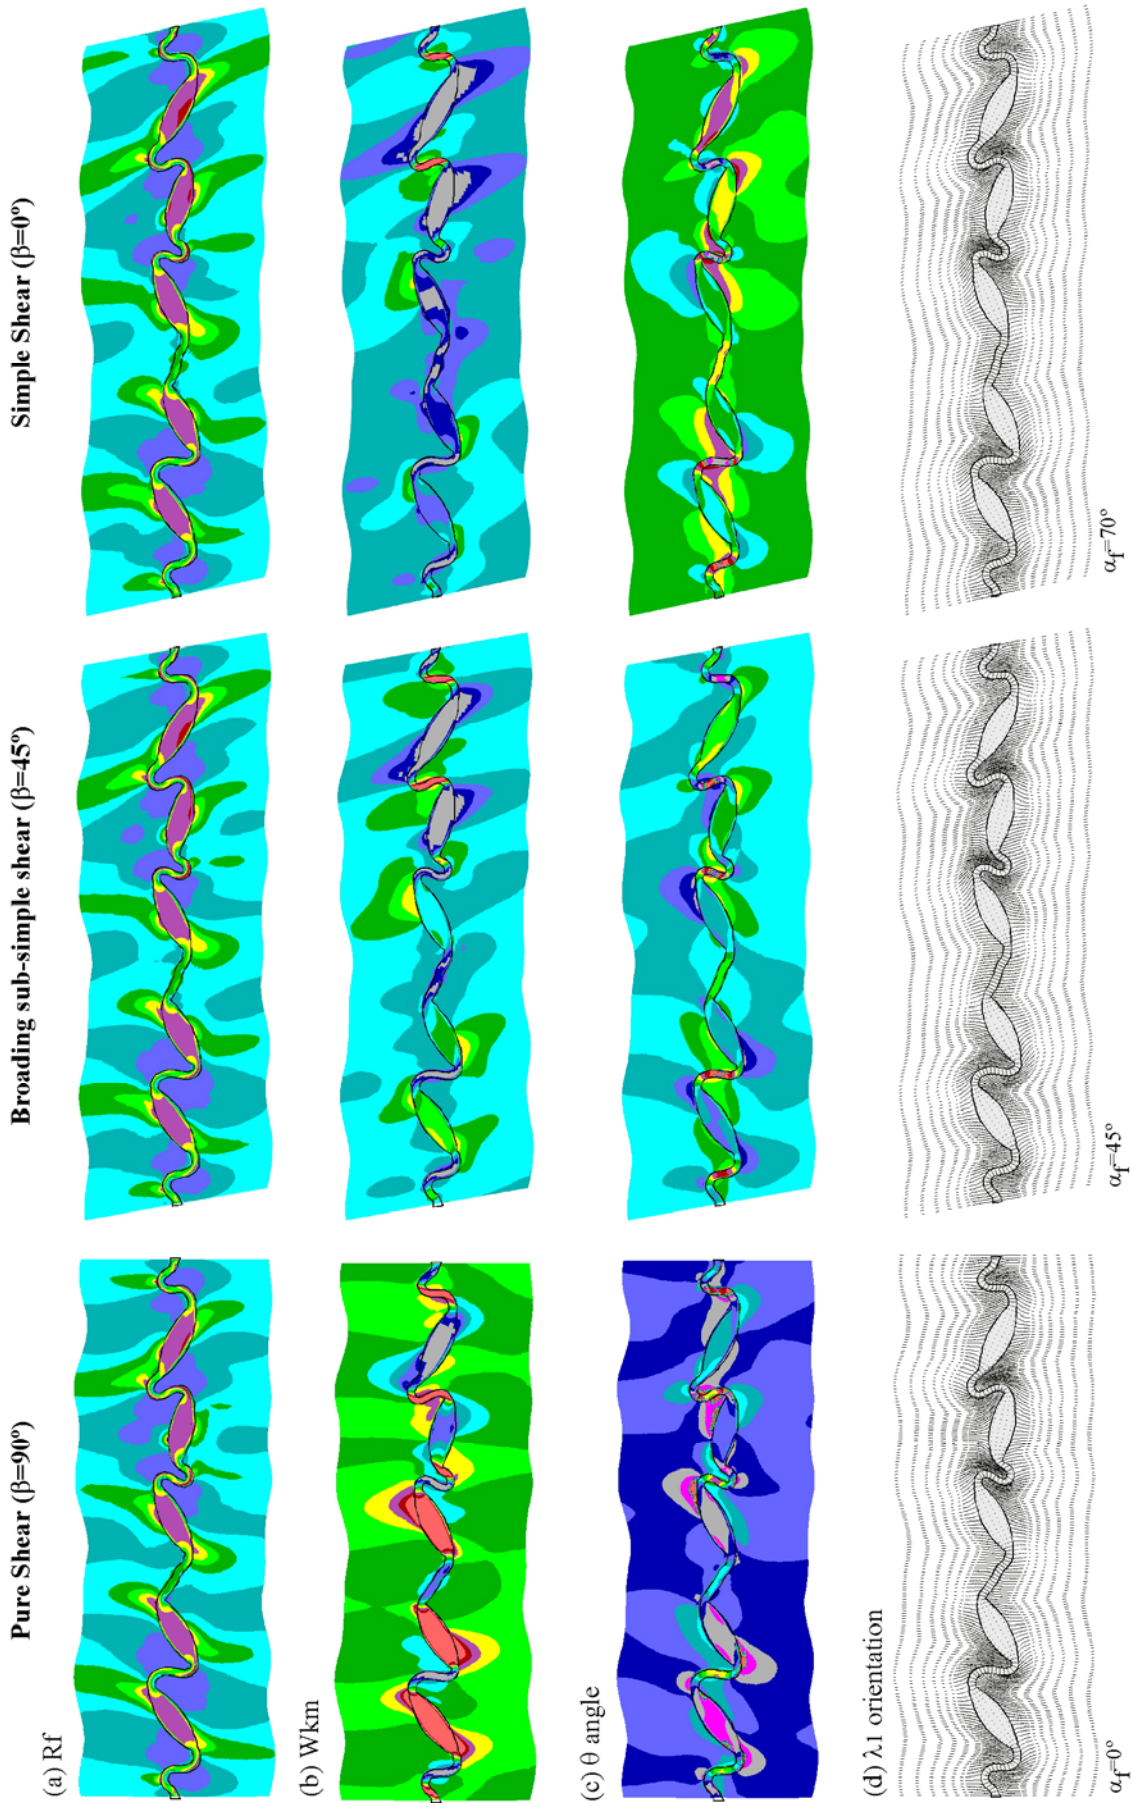 Pure Shear (β=90º)
Broading sub-simple shear (β=45º)
Simple Shear (β=0º)
(a) Rf
(b) Wkm
(c) θ angle
(d) λ1 orientation
αf=0º
αf=45º
αf=70º